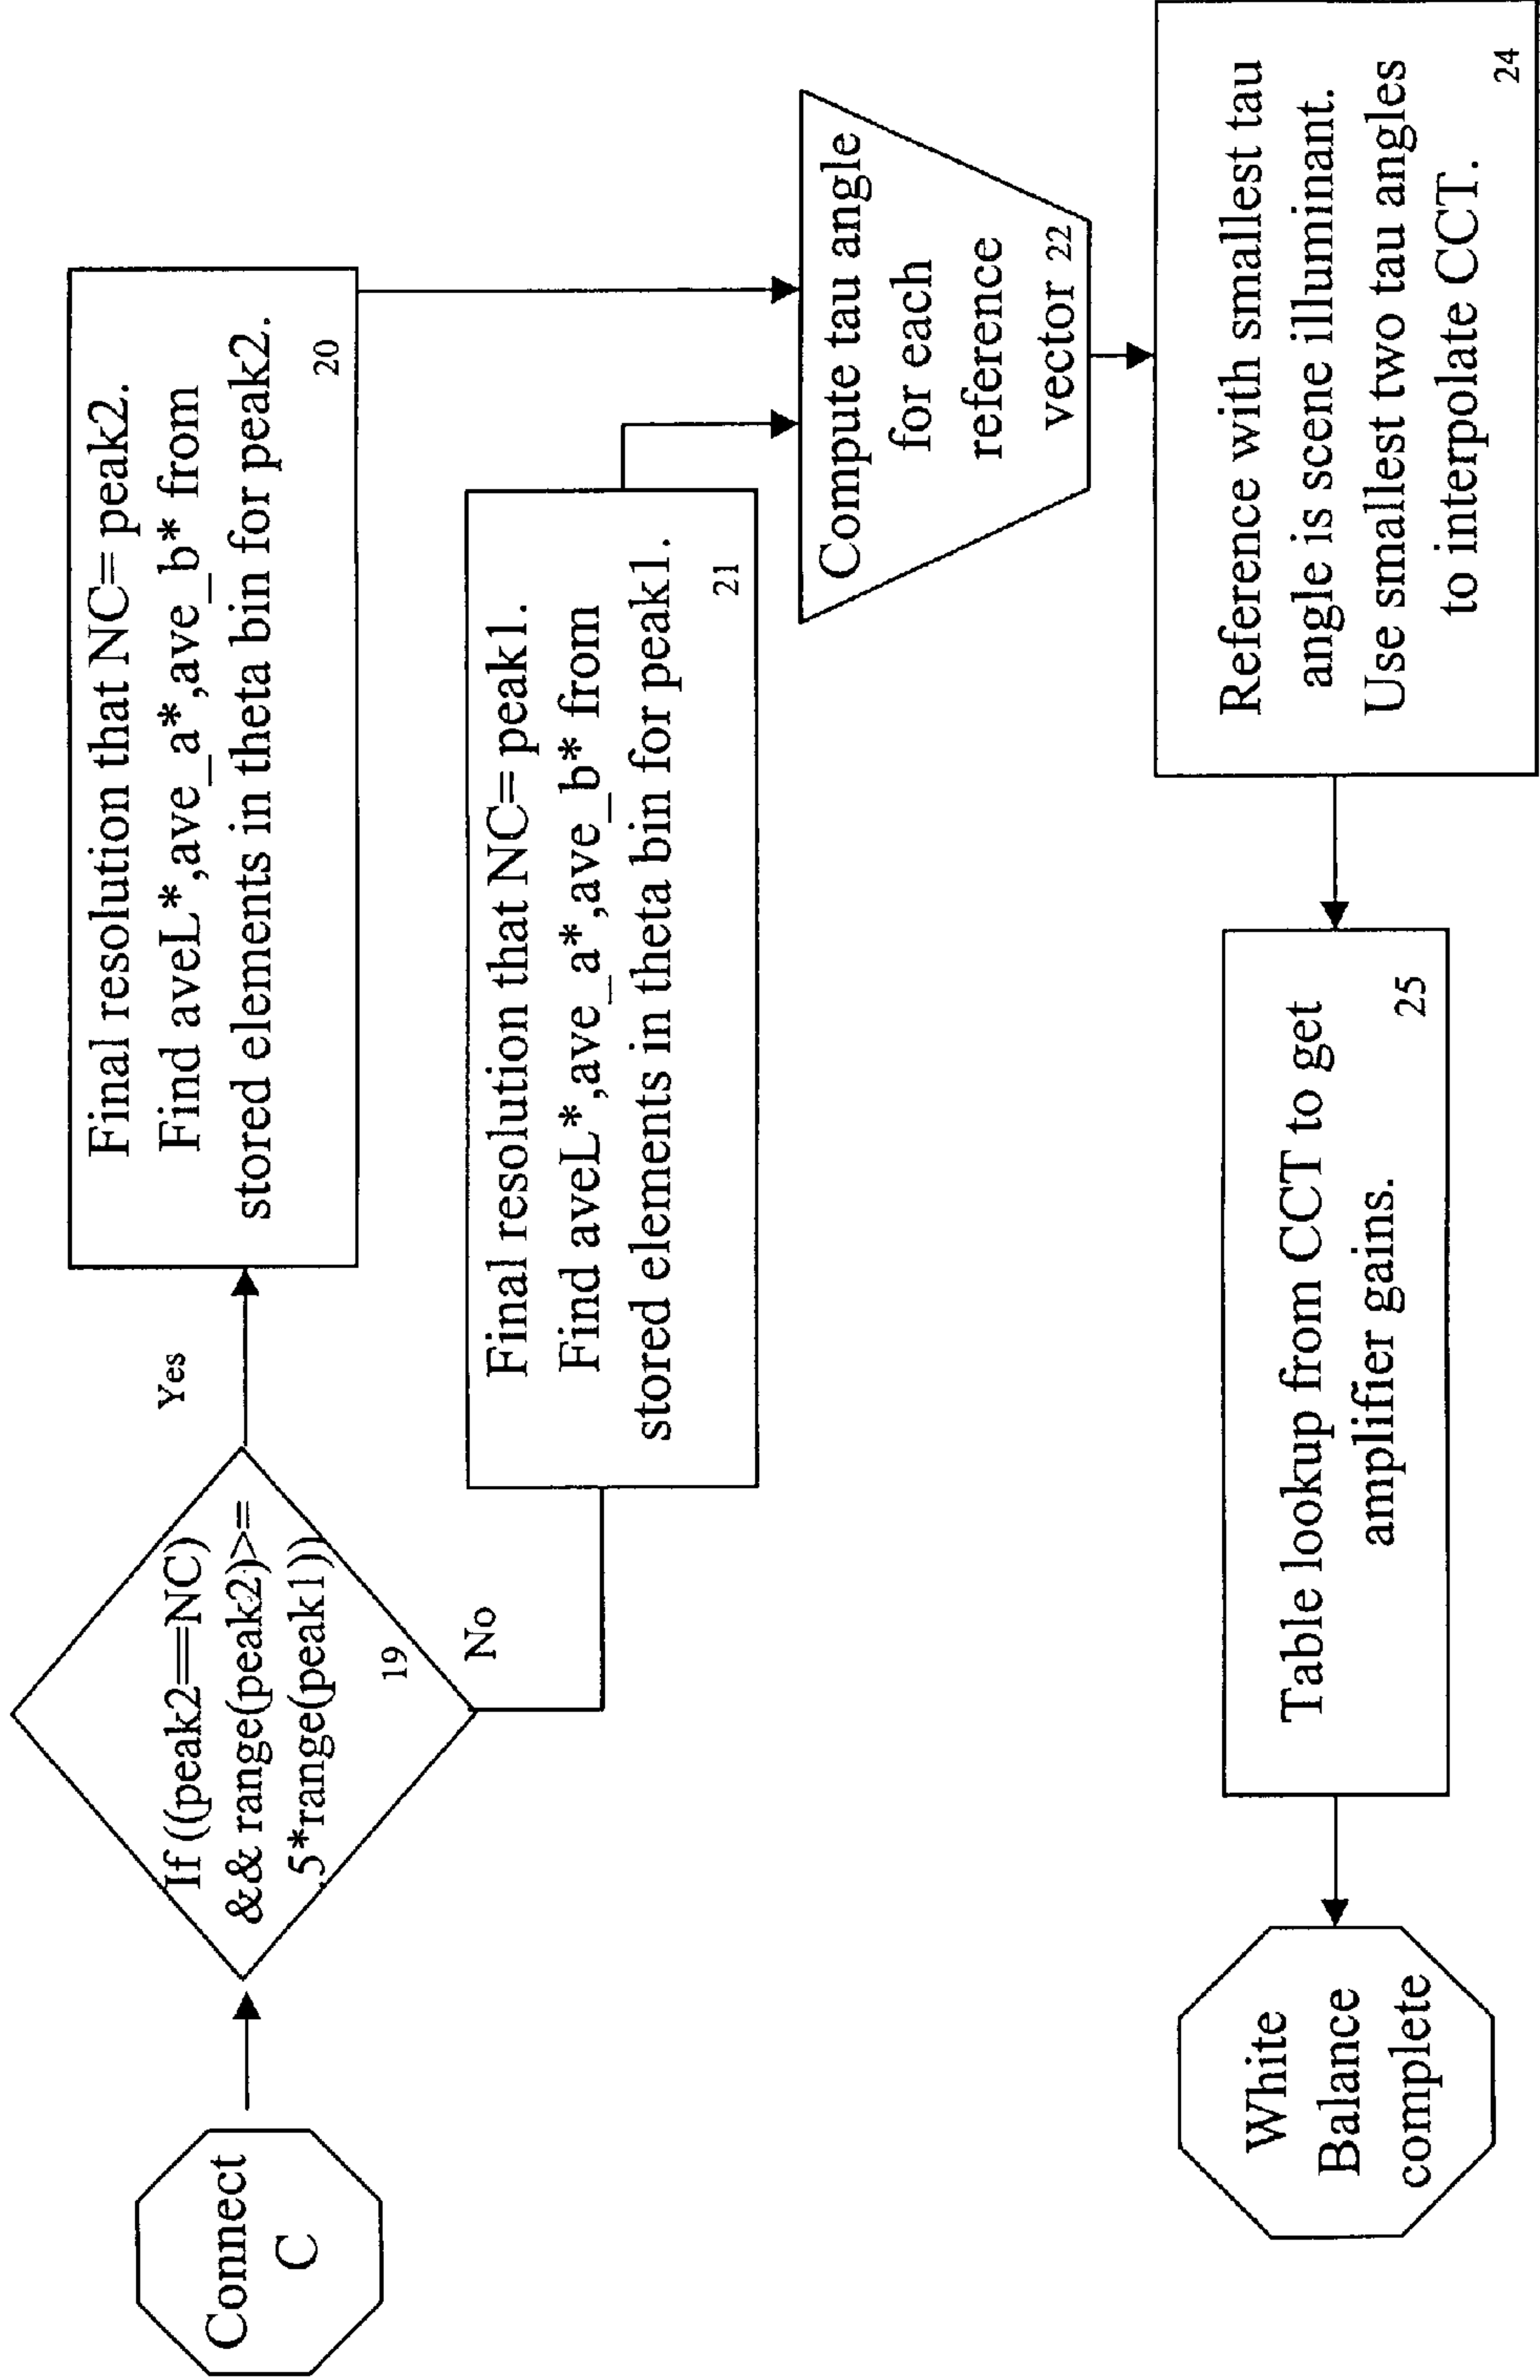 Connect
C
If ((peak2==NC)
&& range(peak2)>=
.5*range(peak1))
19
Yes
No
Final resolution that NC= peak2.
Find aveL*,ave_a*,ave_b* from
stored elements in theta bin for peak2.
20
Final resolution that NC= peak1.
Find aveL*,ave_a*,ave_b* from
stored elements in theta bin for peak1.
21
Compute tau angle
for each
reference
vector 22
Reference with smallest tau
angle is scene illuminant.
Use smallest two tau angles
to interpolate CCT.
24
Table lookup from CCT to get
amplifier gains.
25
White
Balance
complete